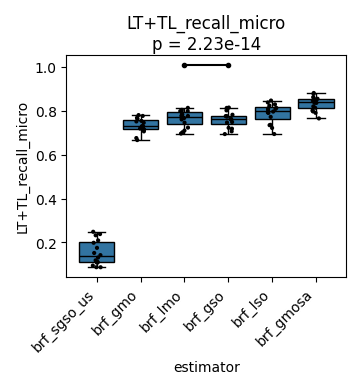 LT+TL_recall_micro
p = 2.23e-14
LT+TL_recall_micro
1.0
0.8
0.6
0.4
0.2
brf_sgso_us
brf_gmo
brf_lmo
brf_gso
brf_lso
brf_gmosa
estimator